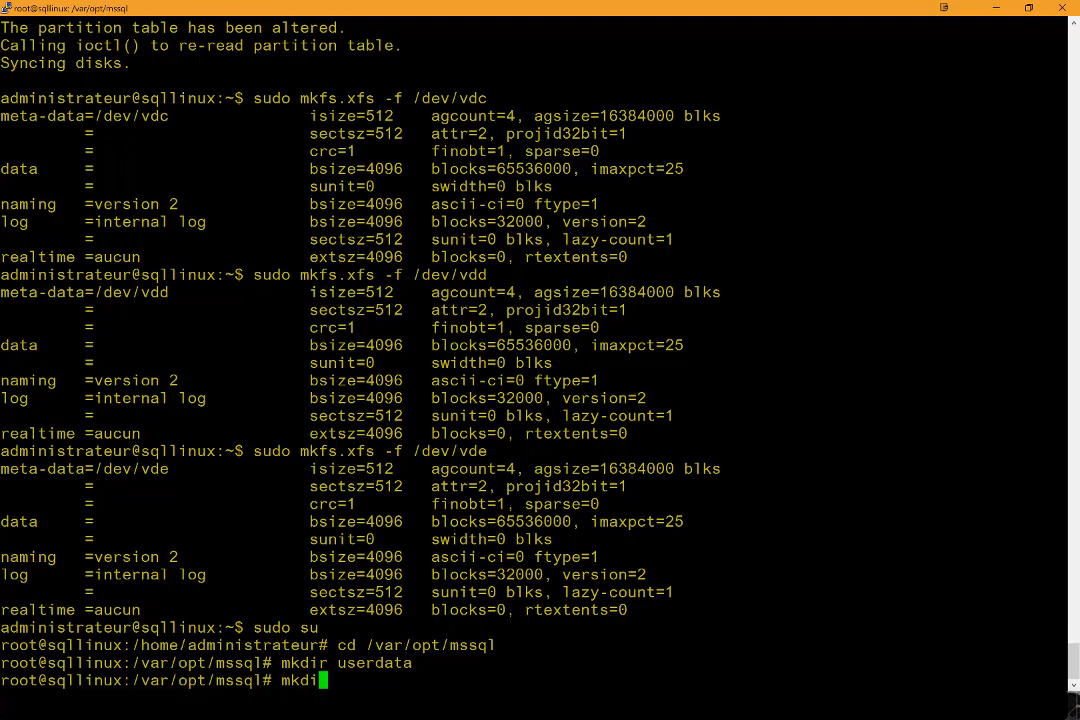 root@sqllinux: /var/opt/mssql
The partition table has been altered.
Calling ioctl() to re-read partition table.
Syncing disks.
administrateur@sqllinux:~$ sudo mkfs.xfs -f /dev/vdc
meta-data=/dev/vdc isize=512 agcount=4, agsize=16384000 blks
= sectsz=512 attr=2, projid32bit=1
= crc=1 finobt=1, sparse=0
data = bsize=4096 blocks=65536000, imaxpct=25
= sunit=0 swidth=0 blks
naming =version 2 bsize=4096 ascii-ci=0 ftype=1
log =internal log bsize=4096 blocks=32000, version=2
= sectsz=512 sunit=0 blks, lazy-count=1
realtime =aucun extsz=4096 blocks=0, rtextents=0
administrateur@sqllinux:~$ sudo mkfs.xfs -f /dev/vdd
meta-data=/dev/vdd isize=512 agcount=4, agsize=16384000 blks
= sectsz=512 attr=2, projid32bit=1
= crc=1 finobt=1, sparse=0
data = bsize=4096 blocks=65536000, imaxpct=25
= sunit=0 swidth=0 blks
naming =version 2 bsize=4096 ascii-ci=0 ftype=1
log =internal log bsize=4096 blocks=32000, version=2
= sectsz=512 sunit=0 blks, lazy-count=1
realtime =aucun extsz=4096 blocks=0, rtextents=0
administrateur@sqllinux:~$ sudo mkfs.xfs -f /dev/vde
meta-data=/dev/vde isize=512 agcount=4, agsize=16384000 blks
= sectsz=512 attr=2, projid32bit=1
= crc=1 finobt=1, sparse=0
data = bsize=4096 blocks=65536000, imaxpct=25
= sunit=0 swidth=0 blks
naming =version 2 bsize=4096 ascii-ci=0 ftype=1
log =internal log bsize=4096 blocks=32000, version=2
= sectsz=512 sunit=0 blks, lazy-count=1
realtime =aucun extsz=4096 blocks=0, rtextents=0
administrateur@sqllinux:~$ sudo su
root@sqllinux:/home/administrateur# cd /var/opt/mssql
root@sqllinux:/var/opt/mssql# mkdir userdata
root@sqllinux:/var/opt/mssql# mkdi